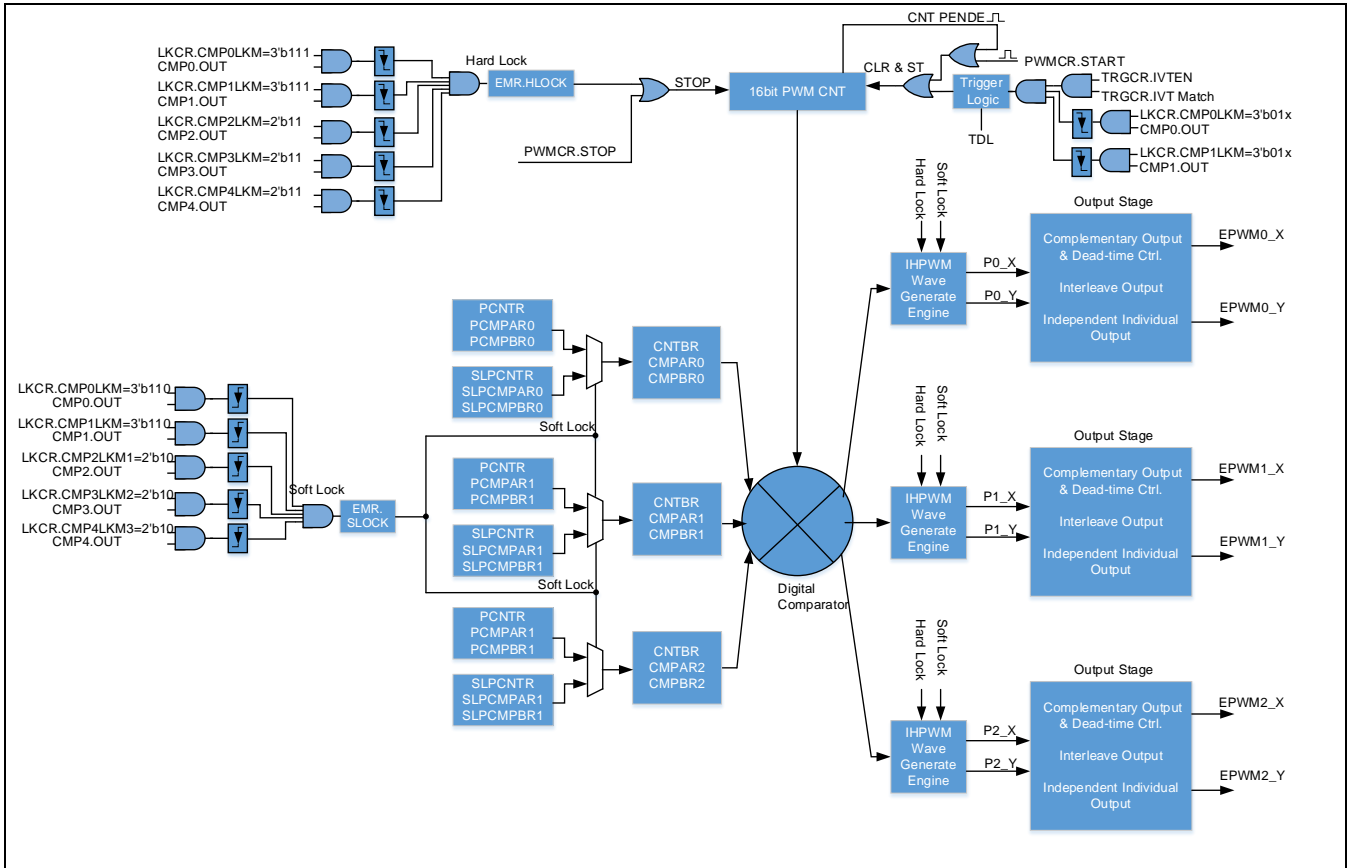 CNT PENDE
LKCR.CMP0LKM=3'b111
CMP0.OUT
LKCR.CMP1LKM=3'b111
CMP1.OUT
LKCR.CMP2LKM=2'b11
CMP2.OUT
LKCR.CMP3LKM=2'b11
CMP3.OUT
LKCR.CMP4LKM=2'b11
CMP4.OUT
Hard Lock
EMR.HLOCK
PWMCR.STOP
STOP
16bit PWM CNT
CLR & ST
PWMCR.START
Trigger
Logic
TDL
TRGCR.IVTEN
TRGCR.IVT Match
LKCR.CMP0LKM=3'b01x
CMP0.OUT
LKCR.CMP1LKM=3'b01x
CMP1.OUT
Hard Lock
Soft Lock
IHPWM
Wave
Generate
Engine
P0_X
P0_Y
Output Stage
Complementary Output
& Dead-time Ctrl.
Interleave Output
Independent Individual
Output
EPWM0_X
EPWM0_Y
PCNTR
PCMPAR0
PCMPBR0
SLPCNTR
SLPCMPAR0
SLPCMPBR0
CNTBR
CMPAR0
CMPBR0
LKCR.CMP0LKM=3'b110
CMP0.OUT
LKCR.CMP1LKM=3'b110
CMP1.OUT
LKCR.CMP2LKM1=2'b10
CMP2.OUT
LKCR.CMP3LKM2=2'b10
CMP3.OUT
LKCR.CMP4LKM3=2'b10
CMP4.OUT
Soft Lock
EMR.
SLOCK
Soft Lock
PCNTR
PCMPAR1
PCMPBR1
SLPCNTR
SLPCMPAR1
SLPCMPBR1
CNTBR
CMPAR1
CMPBR1
Soft Lock
Digital
Comparator
Hard Lock
Soft Lock
IHPWM
Wave
Generate
Engine
P1_X
P1_Y
Output Stage
Complementary Output
& Dead-time Ctrl.
Interleave Output
Independent Individual
Output
EPWM1_X
EPWM1_Y
PCNTR
PCMPAR1
PCMPBR1
SLPCNTR
SLPCMPAR1
SLPCMPBR1
CNTBR
CMPAR2
CMPBR2
Hard Lock
Soft Lock
IHPWM
Wave
Generate
Engine
P2_X
P2_Y
Output Stage
Complementary Output
& Dead-time Ctrl.
Interleave Output
Independent Individual
Output
EPWM2_X
EPWM2_Y